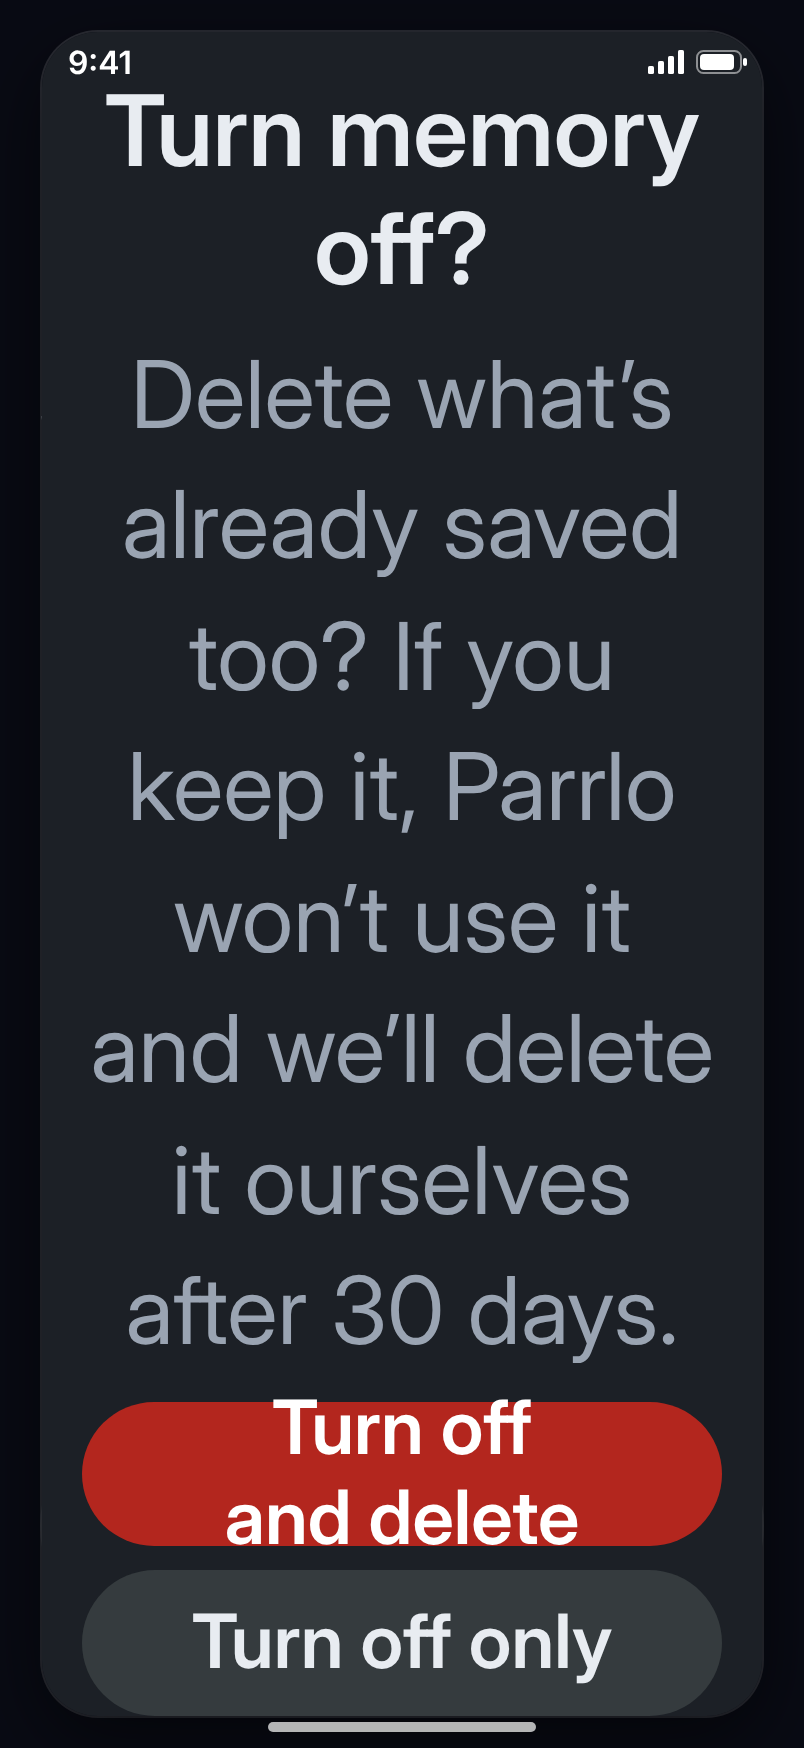 9:41
Turn memory
off?
Delete what’s
already saved
too? If you
keep it, Parrlo
won’t use it
and we’ll delete
it ourselves
after 30 days.
Turn off
and delete
Turn off only